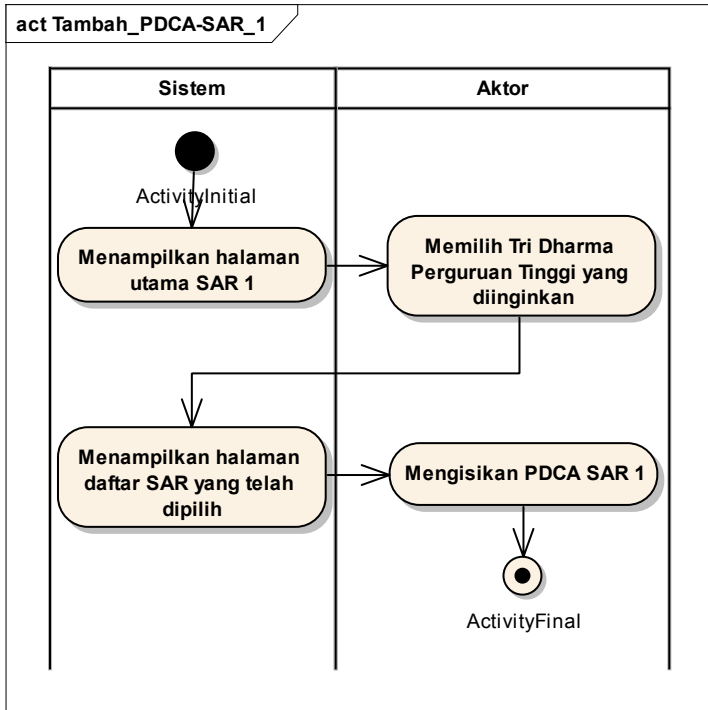 act Tambah_PDCA-SAR_1
Sistem
Aktor
ActivityInitial
Menampilkan halaman
utama SAR 1
Memilih Tri Dharma
Perguruan Tinggi yang
diinginkan
Menampilkan halaman
daftar SAR yang telah
dipilih
Mengisikan PDCA SAR 1
ActivityFinal